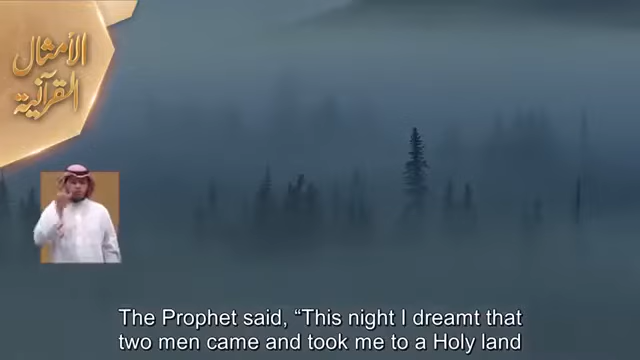 الأمثال
القرآنية
The Prophet said, “This night I dreamt that
two men came and took me to a Holy land